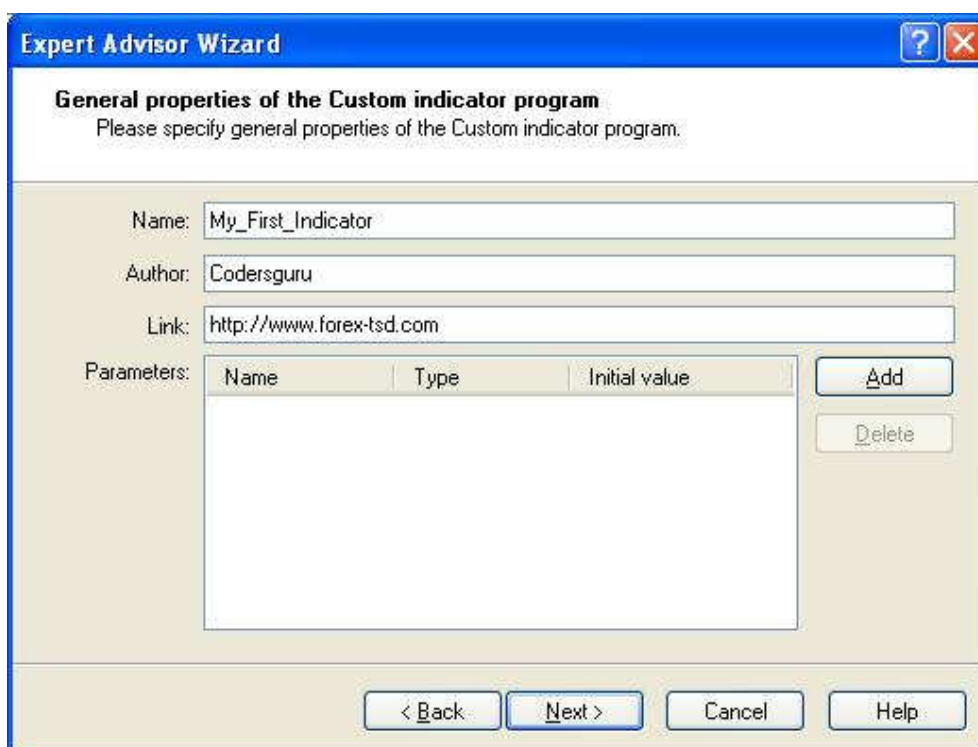 Expert Advisor Wizard
General properties of the Custom indicator program
Please specify general properties of the Custom indicator program.
Name: My_First_Indicator
Author: Codersguru
Link: http://www.forex-tsd.com
Parameters: Name Type Initial value
Add
Delete
< Back Next > Cancel Help